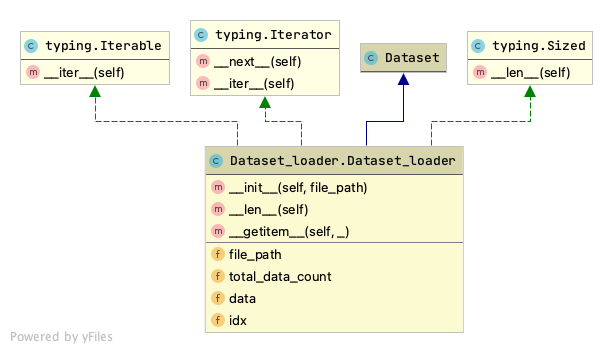 C typing.Iterable
m __iter__(self)
C typing.Iterator
m __next__(self)
m __iter__(self)
C Dataset
C typing.Sized
m __len__(self)
C Dataset_loader.Dataset_loader
m __init__(self, file_path)
m __len__(self)
m __getitem__(self, _)
f file_path
f total_data_count
f data
f idx
Powered by yFiles